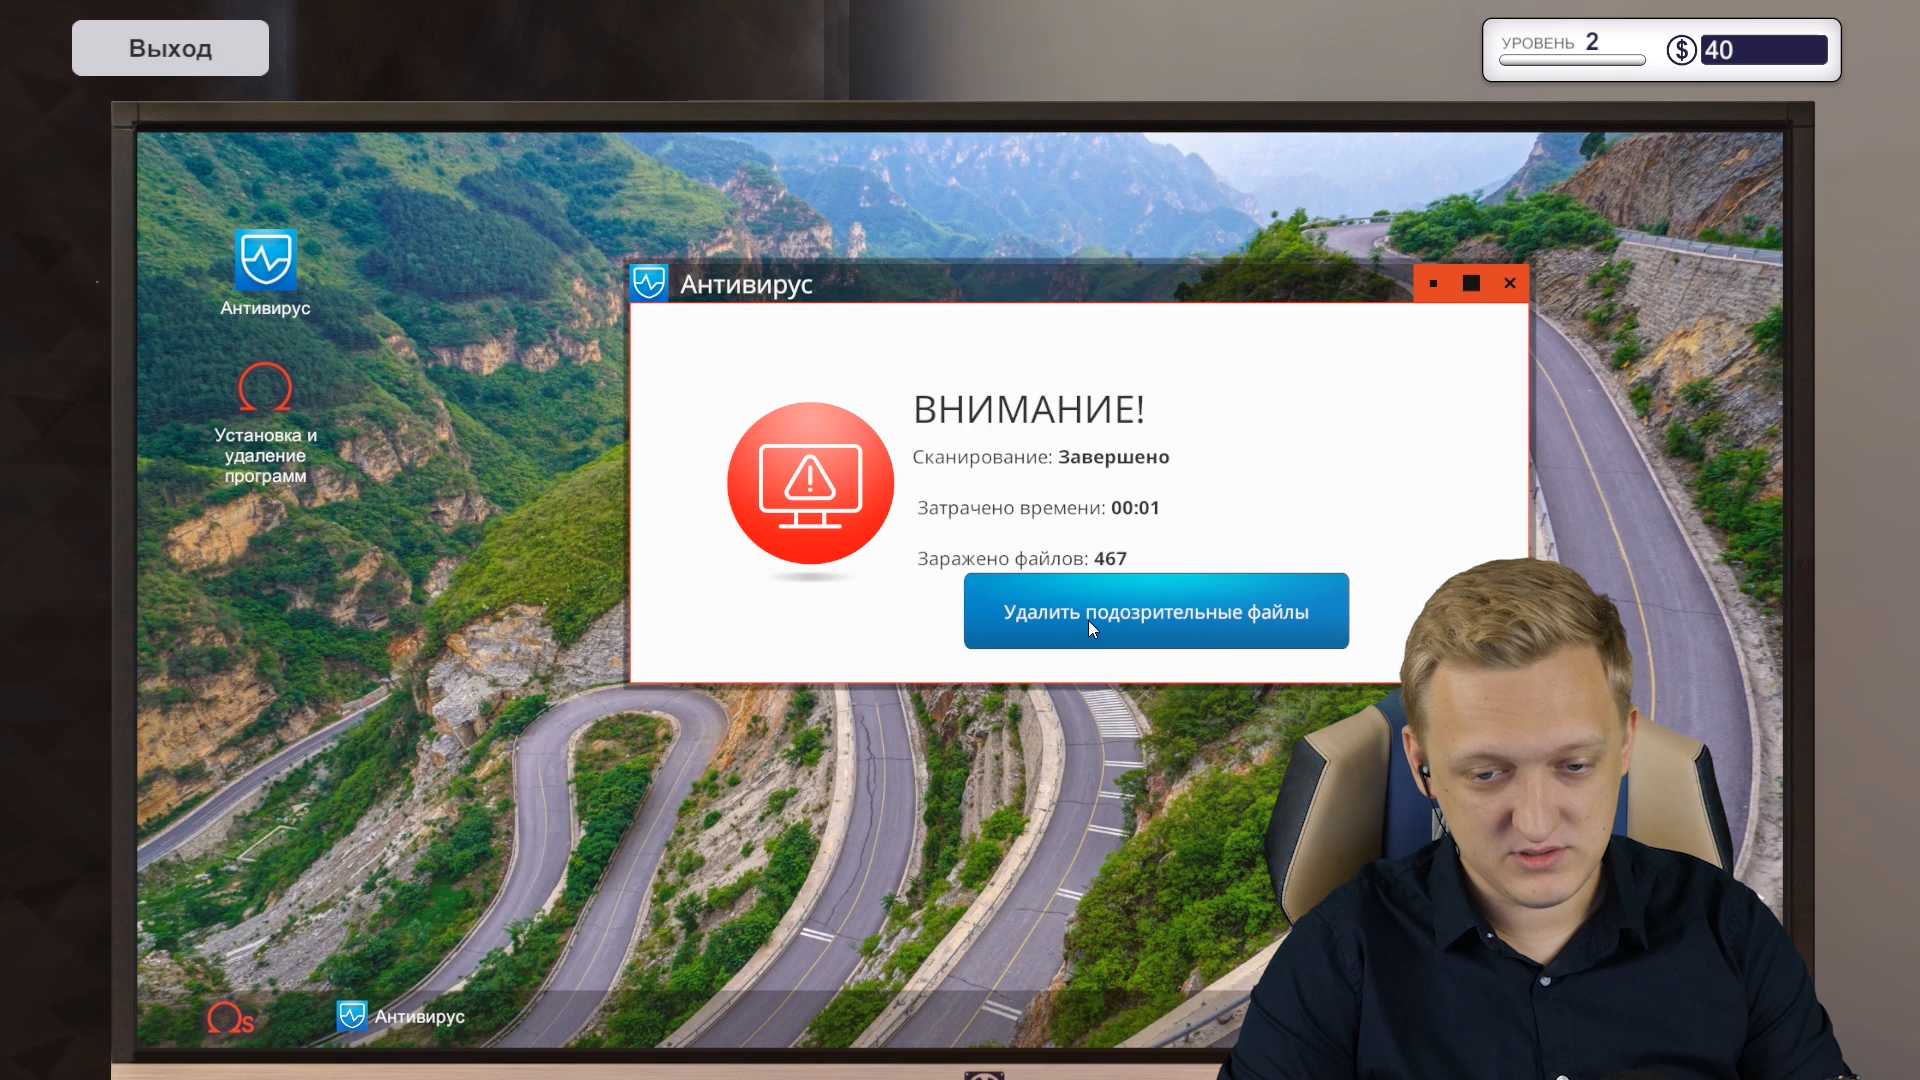 Выход
УРОВЕНЬ 2
$ 40
Антивирус
Антивирус
Установка и
удаление
программ
ВНИМАНИЕ!
Сканирование: Завершено
Затрачено времени: 00:01
Заражено файлов: 467
Удалить подозрительные файлы
Ωs
Антивирус